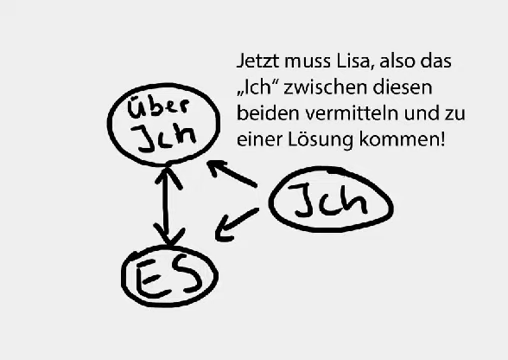 Jetzt muss Lisa, also das
„Ich“ zwischen diesen
beiden vermitteln und zu
einer Lösung kommen!
Über
Ich
Ich
ES